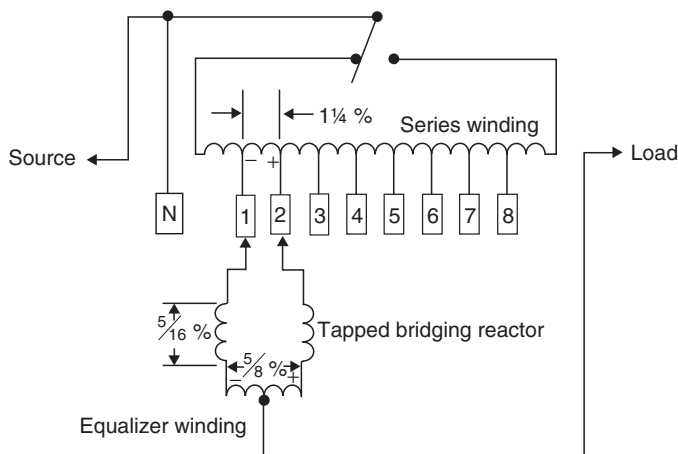 1¼ %
Series winding
Source
Load
− +
N 1 2 3 4 5 6 7 8
5/16 %
Tapped bridging reactor
5/8 %
− +
Equalizer winding